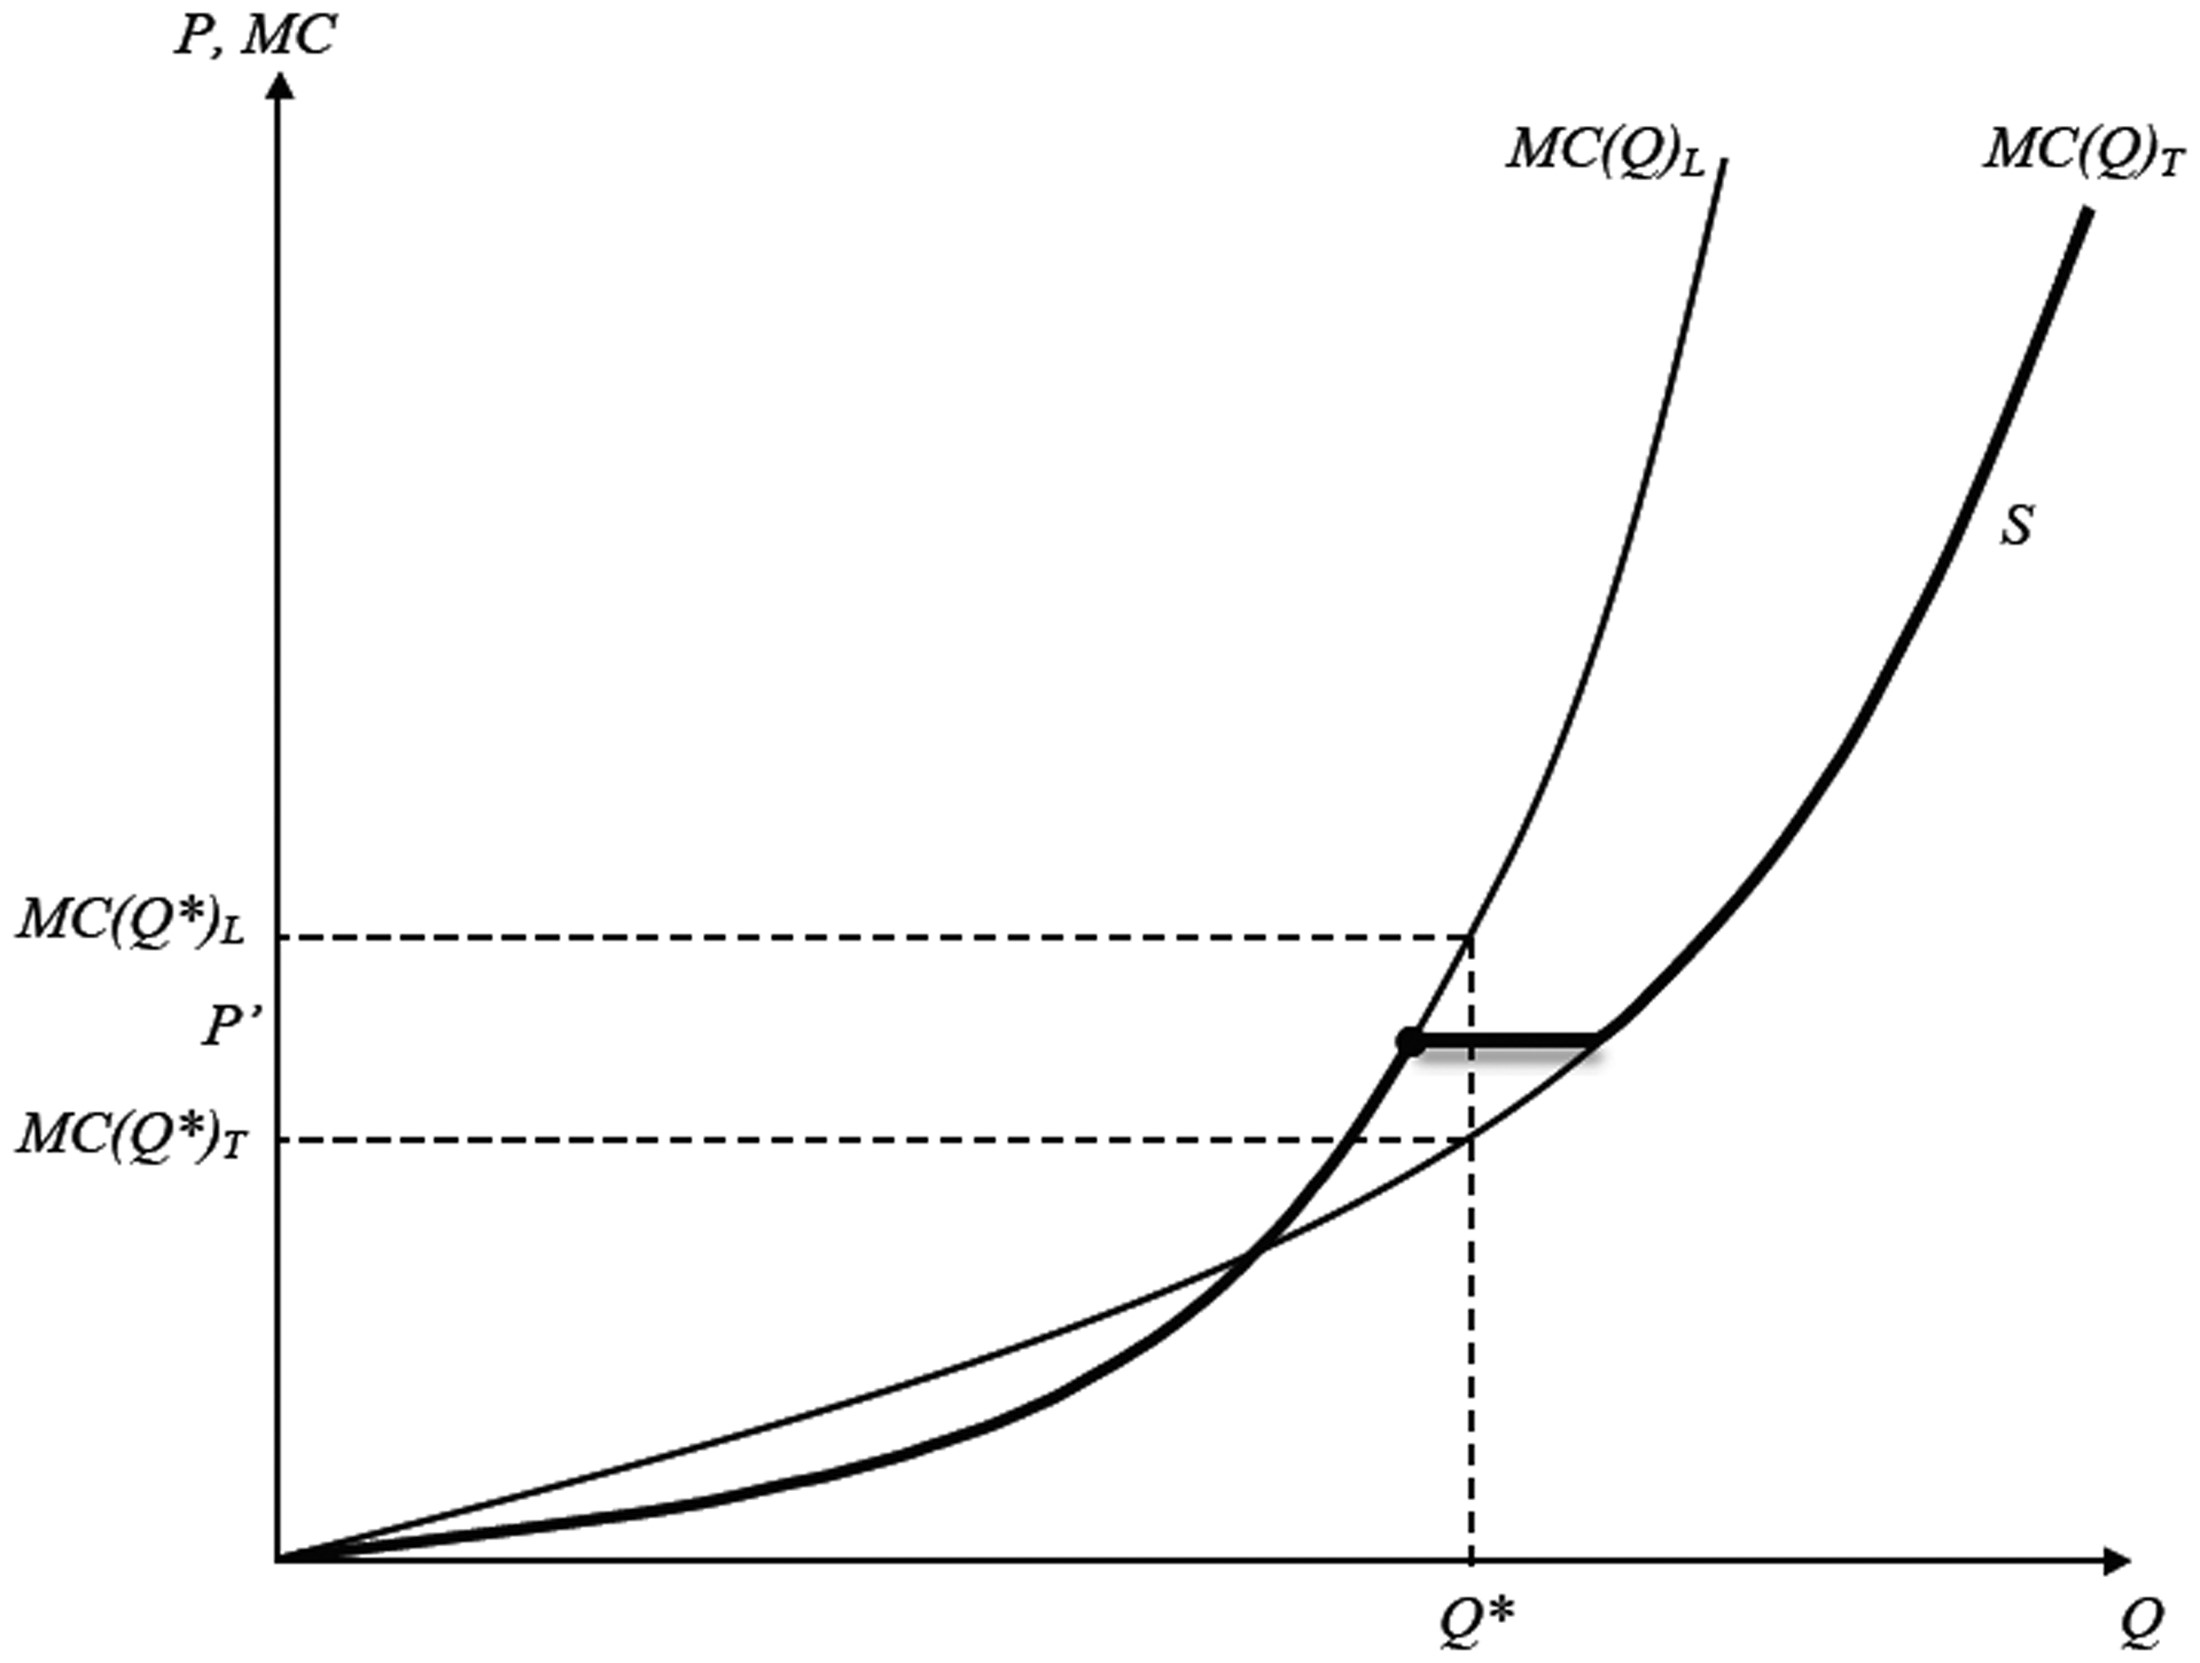 P, MC
MC(Q)L
MC(Q)T
S
MC(Q*)L
P’
MC(Q*)T
Q*
Q